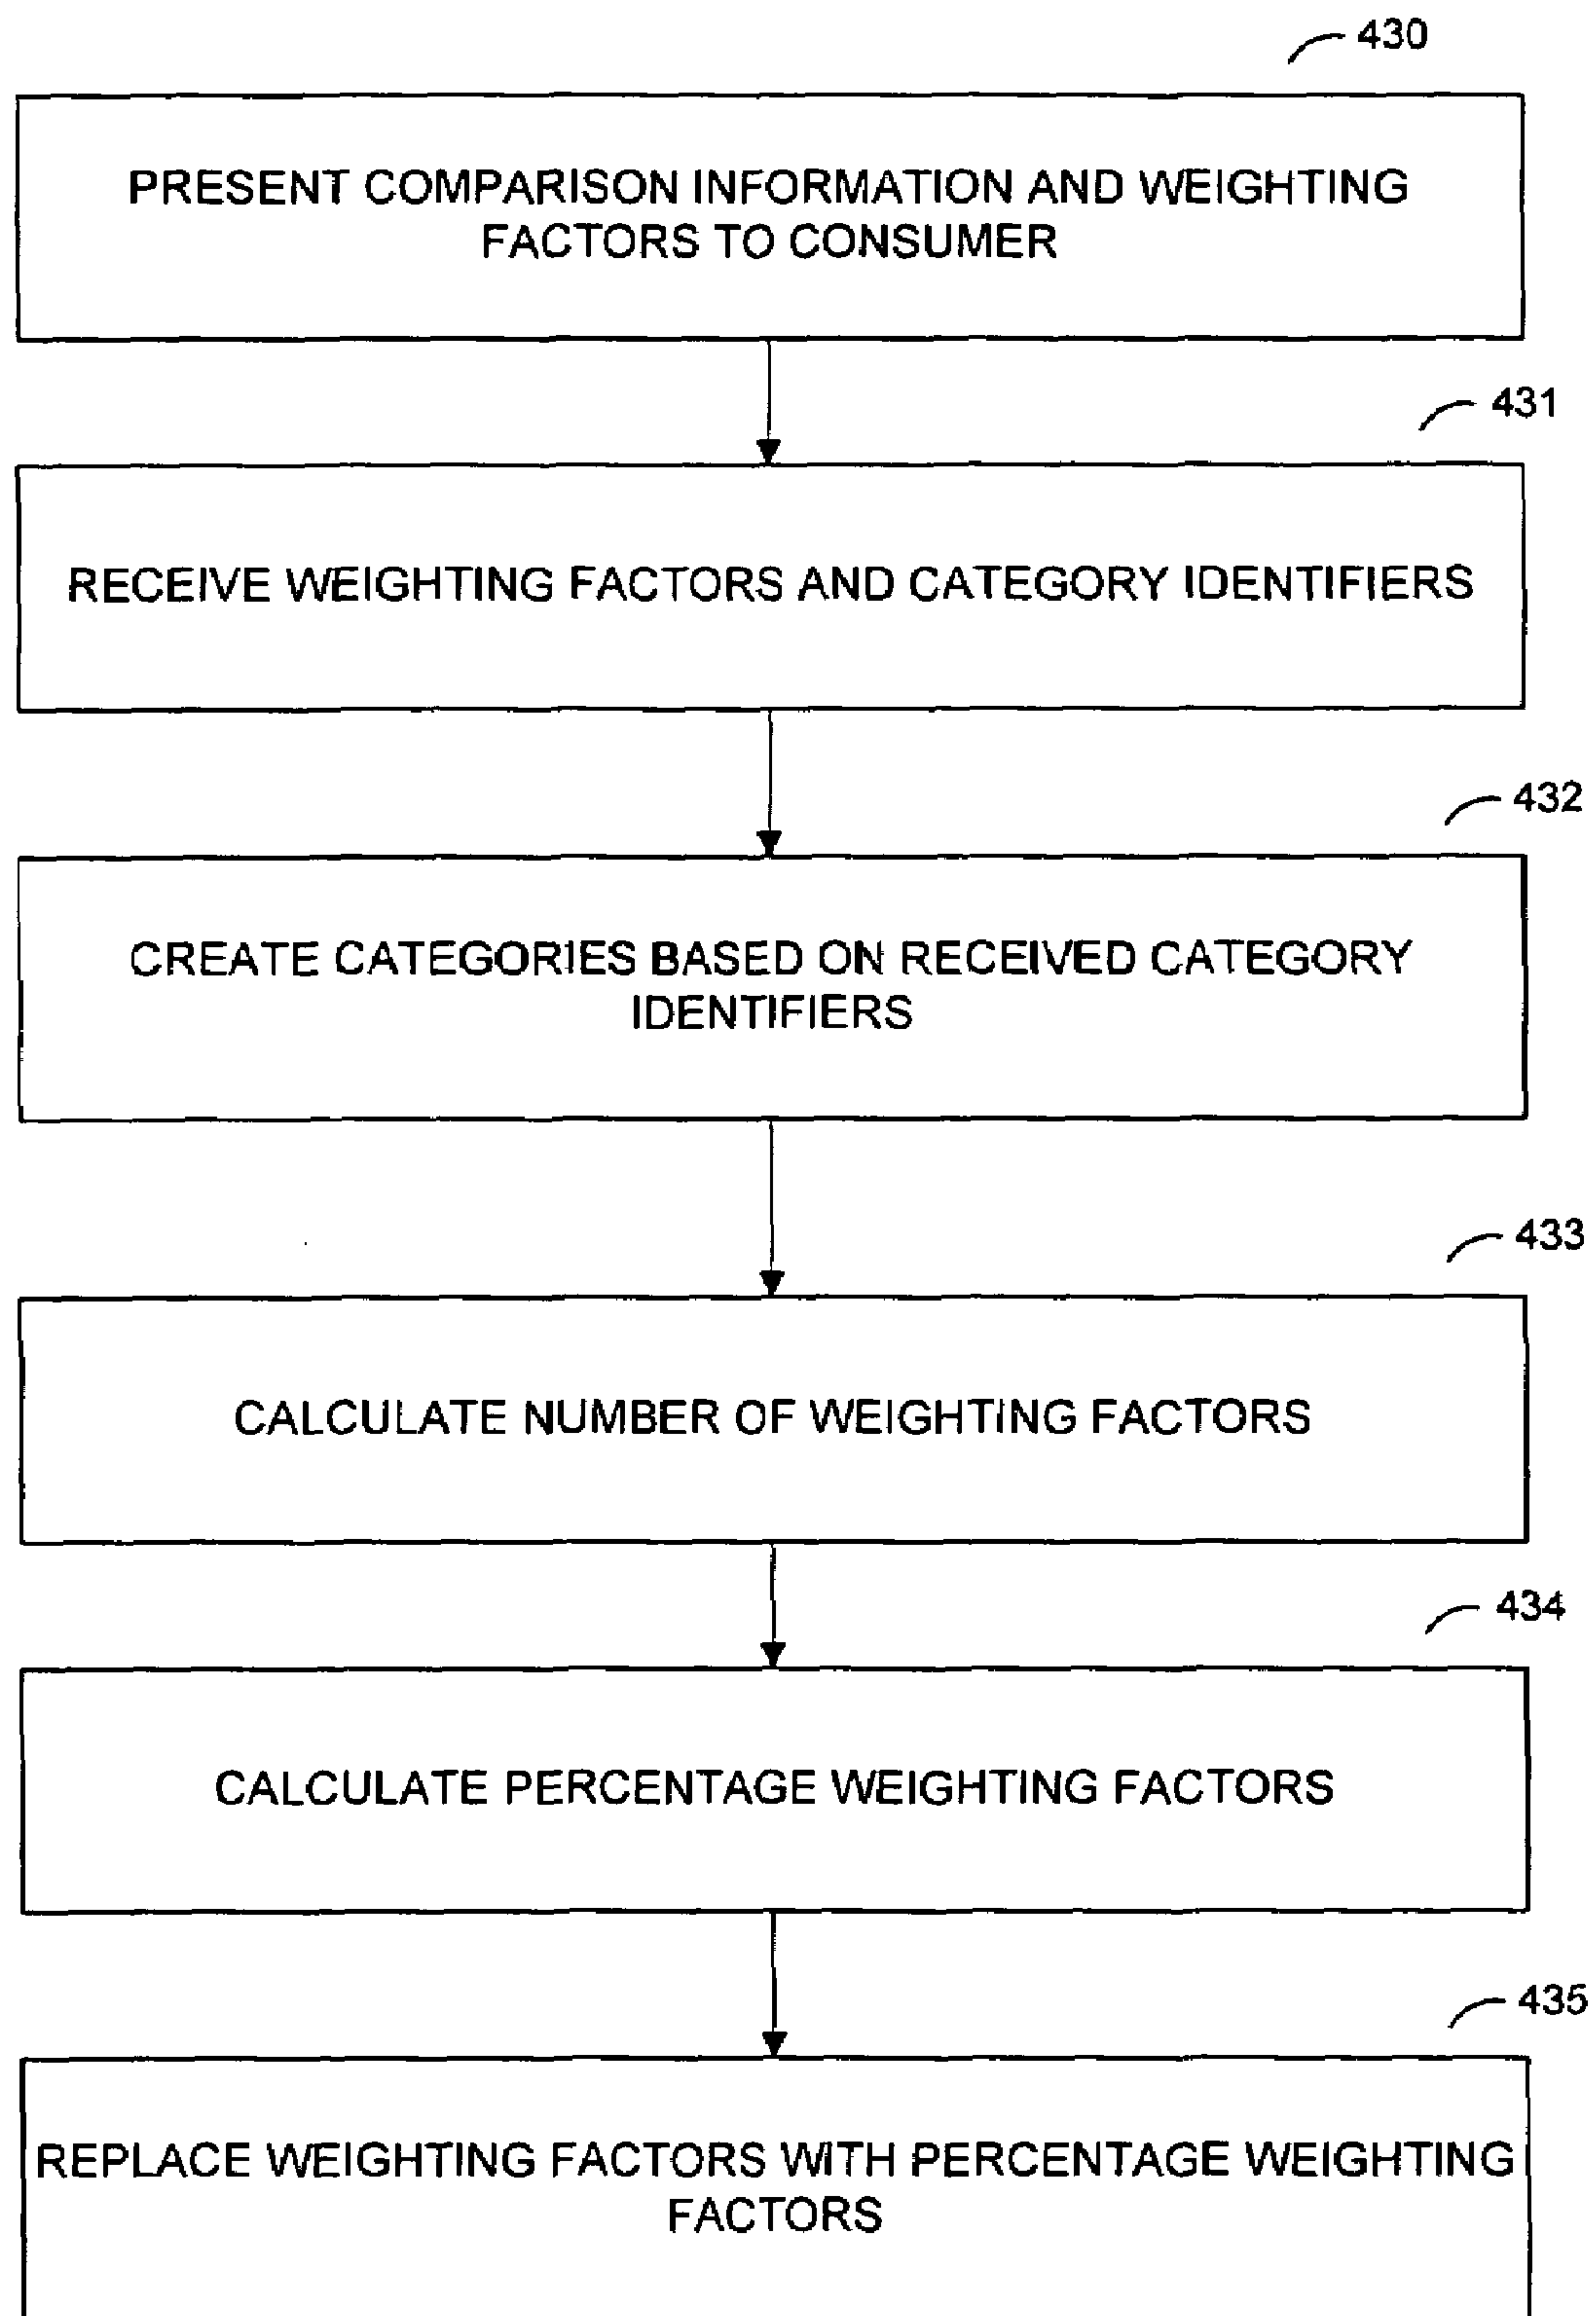 430
PRESENT COMPARISON INFORMATION AND WEIGHTING
FACTORS TO CONSUMER
431
RECEIVE WEIGHTING FACTORS AND CATEGORY IDENTIFIERS
432
CREATE CATEGORIES BASED ON RECEIVED CATEGORY
IDENTIFIERS
433
CALCULATE NUMBER OF WEIGHTING FACTORS
434
CALCULATE PERCENTAGE WEIGHTING FACTORS
435
REPLACE WEIGHTING FACTORS WITH PERCENTAGE WEIGHTING
FACTORS